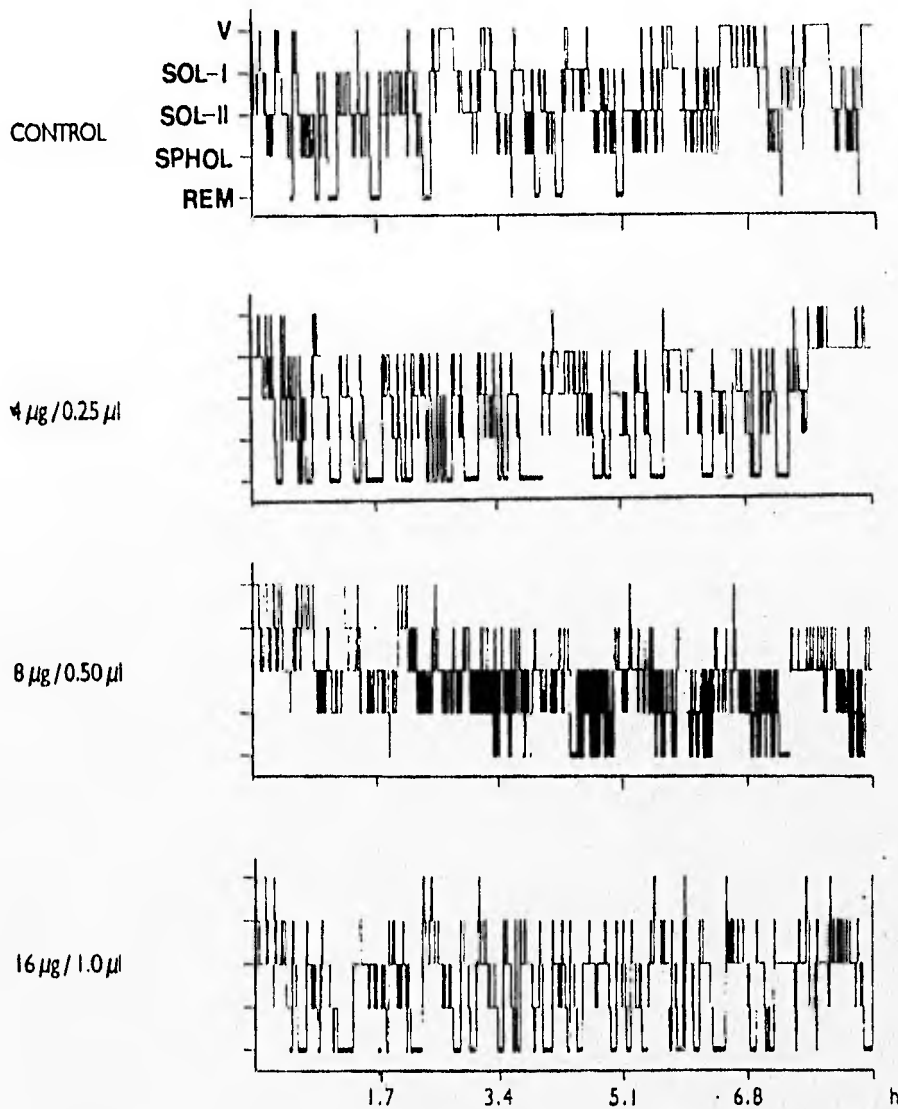 V
SOL-I
SOL-II
CONTROL
SPHOL
REM
4 µg / 0.25 µl
8 µg / 0.50 µl
16 µg / 1.0 µl
1.7 3.4 5.1 6.8 h